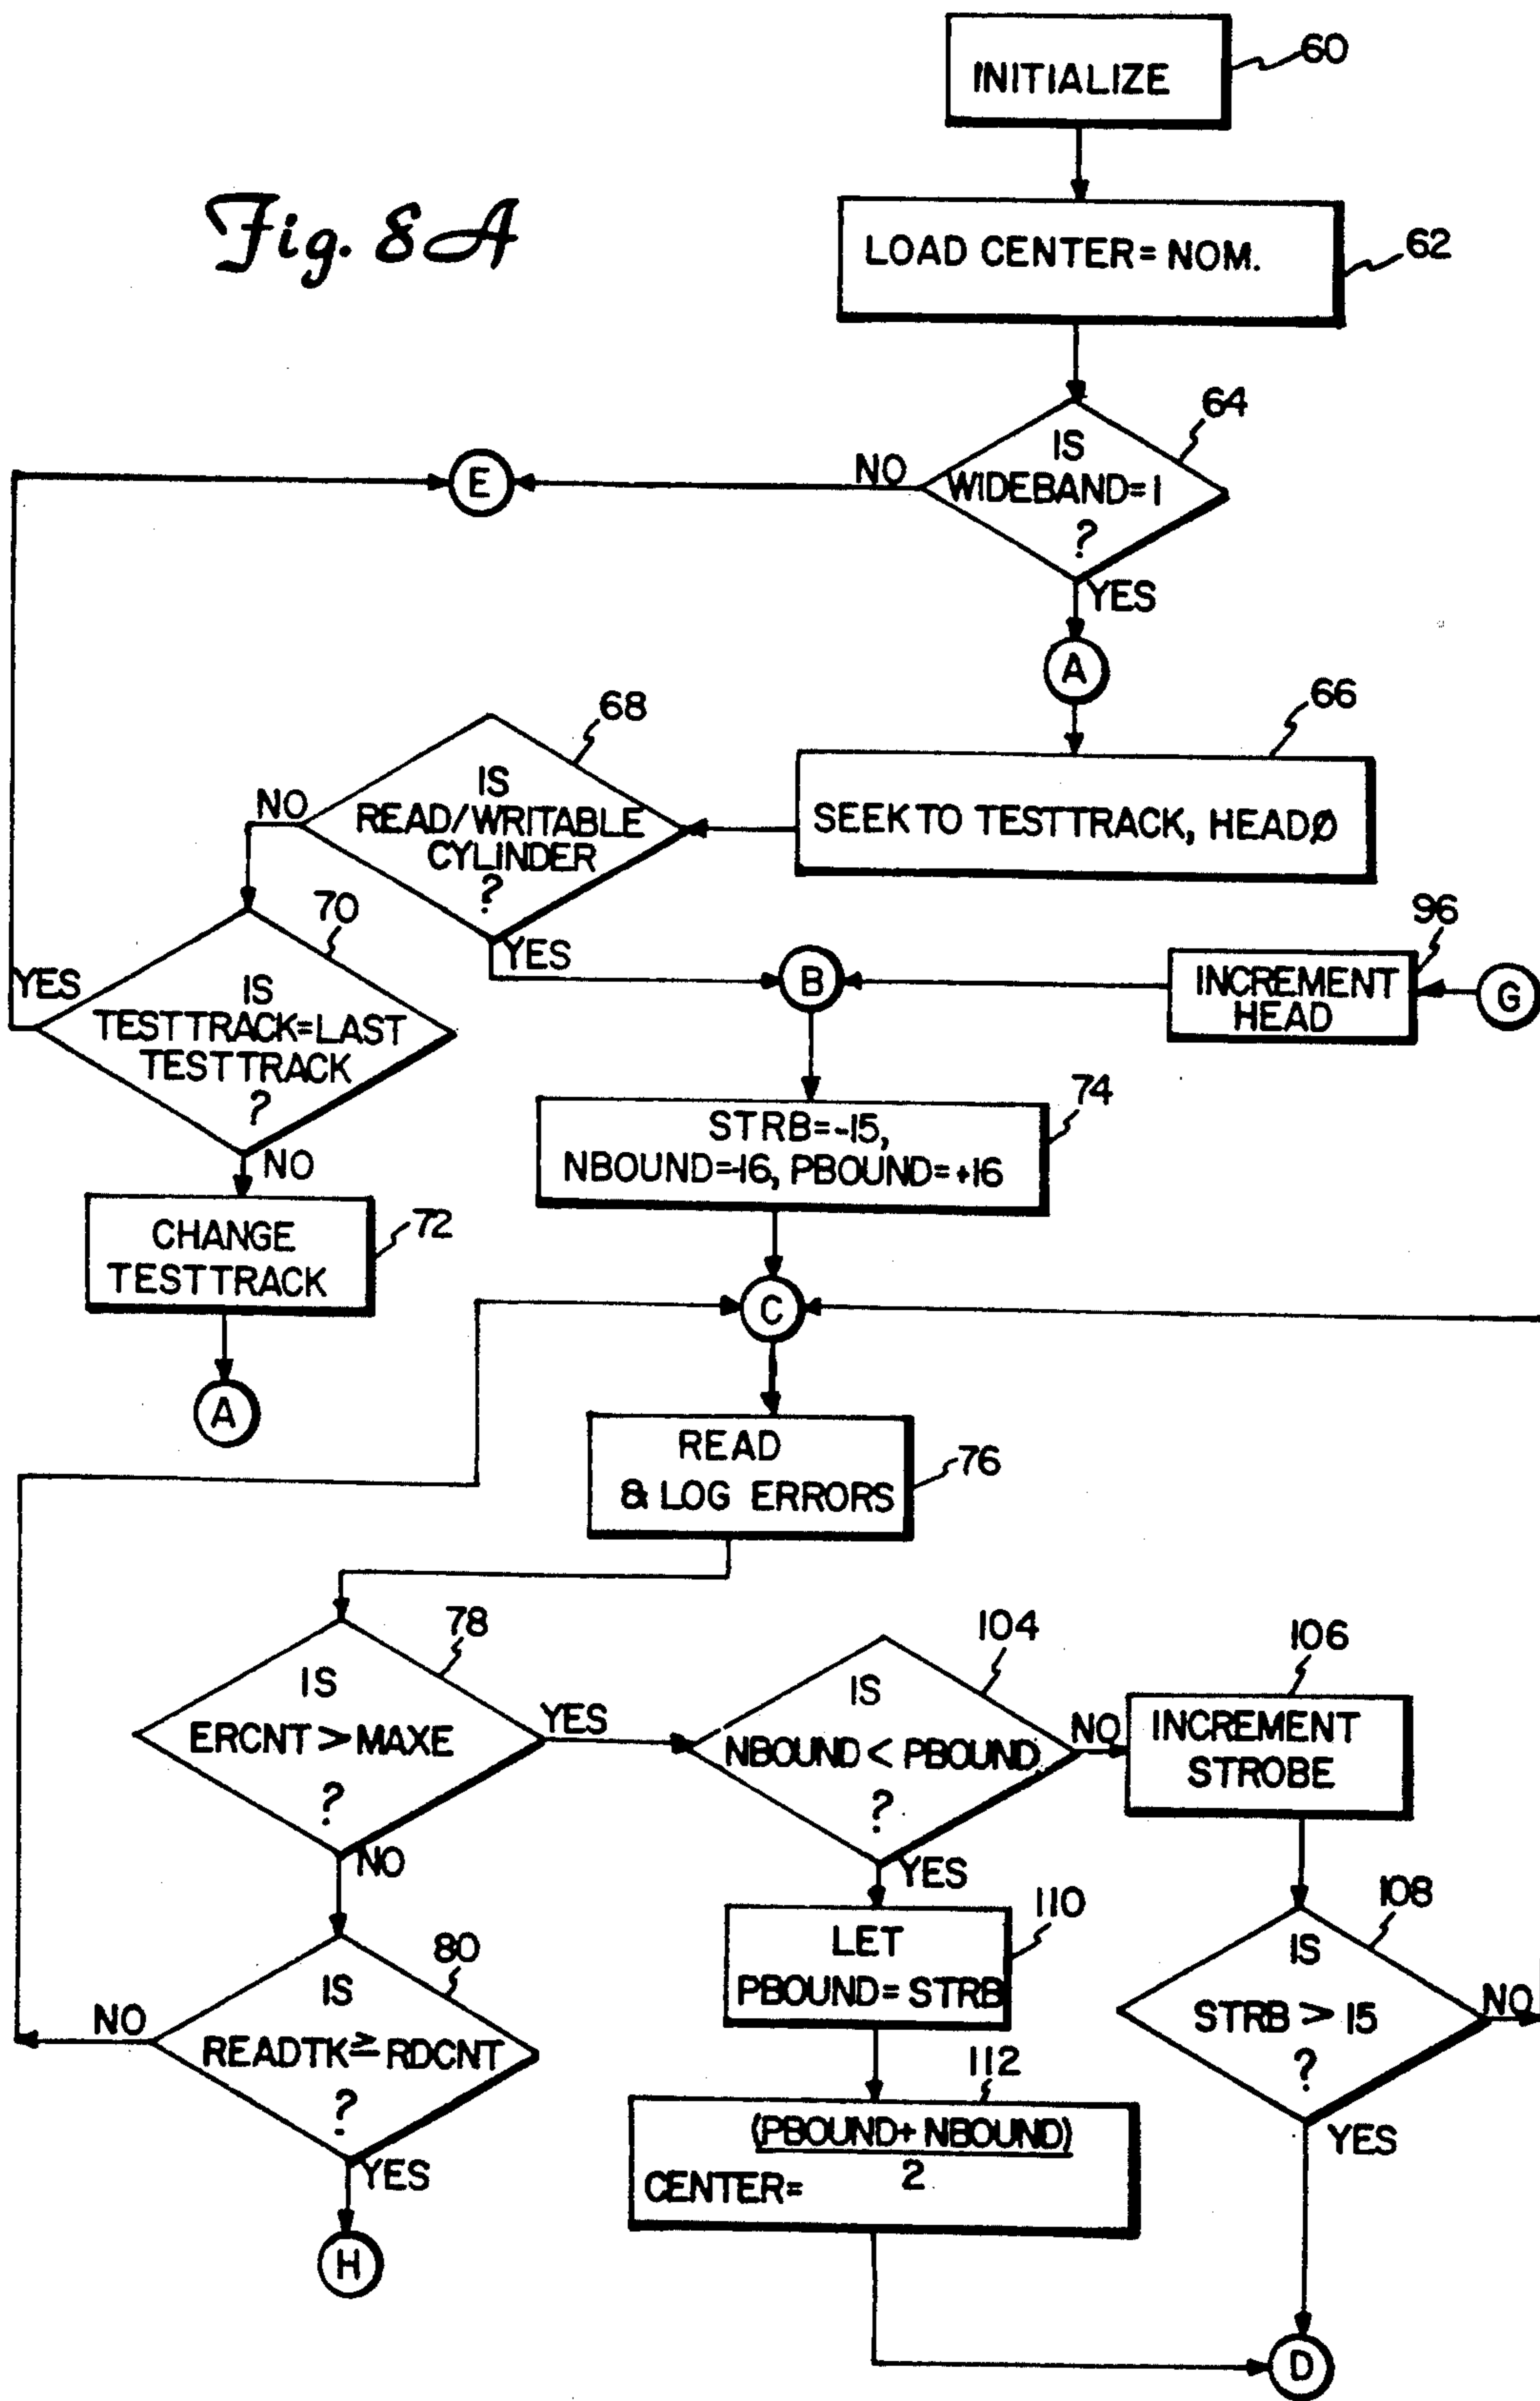 Fig. 8A
INITIALIZE
60
LOAD CENTER = NOM.
62
64
IS
WIDEBAND=1
?
NO
E
YES
A
66
SEEK TO TESTTRACK, HEADØ
68
IS
READ/WRITABLE
CYLINDER
?
NO
YES
70
IS
TESTTRACK=LAST
TESTTRACK
?
YES
NO
B
96
INCREMENT
HEAD
G
74
STRB=-15,
NBOUND=-16, PBOUND=+16
CHANGE
TESTTRACK
72
A
C
READ
& LOG ERRORS
76
78
IS
ERCNT > MAXE
?
YES
NO
104
IS
NBOUND < PBOUND
?
NO
YES
106
INCREMENT
STROBE
80
IS
READTK ≥ RDCNT
?
NO
YES
H
110
LET
PBOUND = STRB
112
(PBOUND + NBOUND)
2
CENTER=
108
IS
STRB > 15
?
NO
YES
D